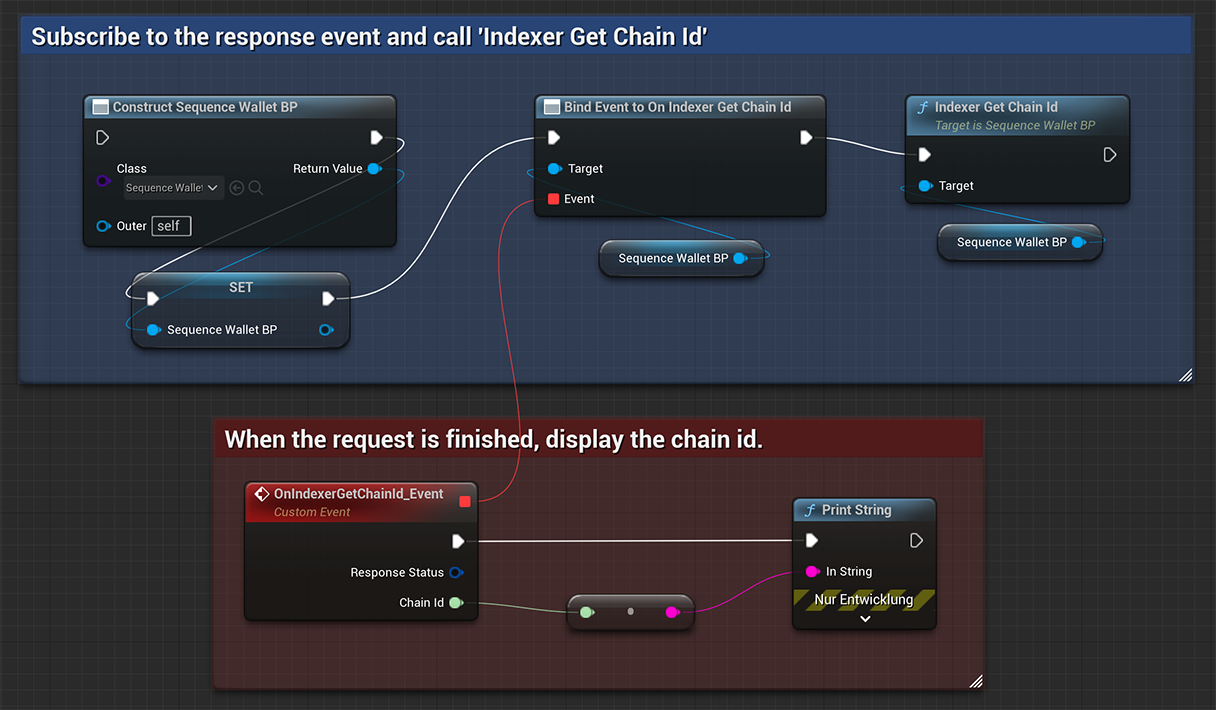 Subscribe to the response event and call 'Indexer Get Chain Id'
Construct Sequence Wallet BP
Class
Return Value
Sequence Wallet
Outer
self
SET
Sequence Wallet BP
Bind Event to On Indexer Get Chain Id
Target
Event
Sequence Wallet BP
Indexer Get Chain Id
Target is Sequence Wallet BP
Target
Sequence Wallet BP
When the request is finished, display the chain id.
OnIndexerGetChainId_Event
Custom Event
Response Status
Chain Id
Print String
In String
Nur Entwicklung